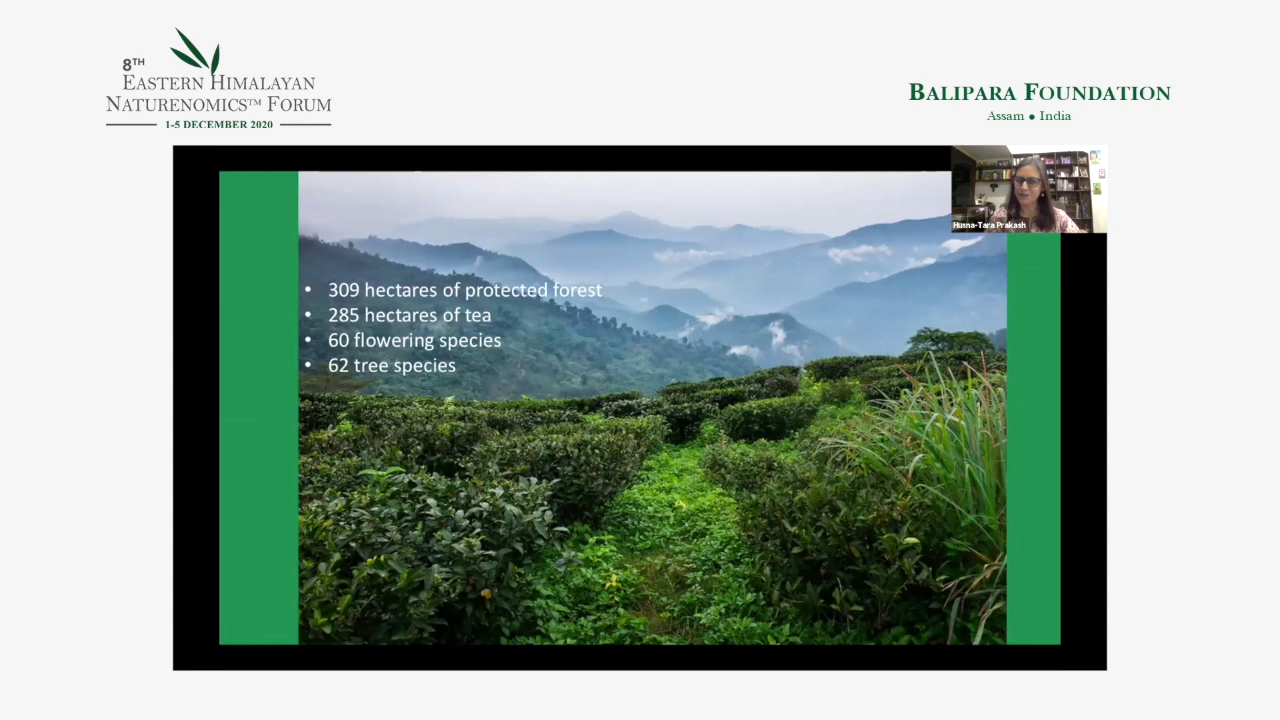 8TH
EASTERN HIMALAYAN
NATURENOMICS™ FORUM
1-5 DECEMBER 2020
BALIPARA FOUNDATION
Assam ● India
Husna-Tara Prakash
• 309 hectares of protected forest
• 285 hectares of tea
• 60 flowering species
• 62 tree species